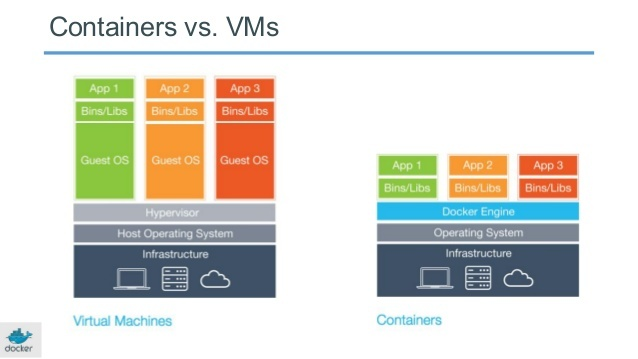 Containers vs. VMs
App 1 App 2 App 3
Bins/Libs Bins/Libs Bins/Libs
Guest OS Guest OS Guest OS
Hypervisor
Host Operating System
Infrastructure
Virtual Machines
App 1 App 2 App 3
Bins/Libs Bins/Libs Bins/Libs
Docker Engine
Operating System
Infrastructure
Containers
docker